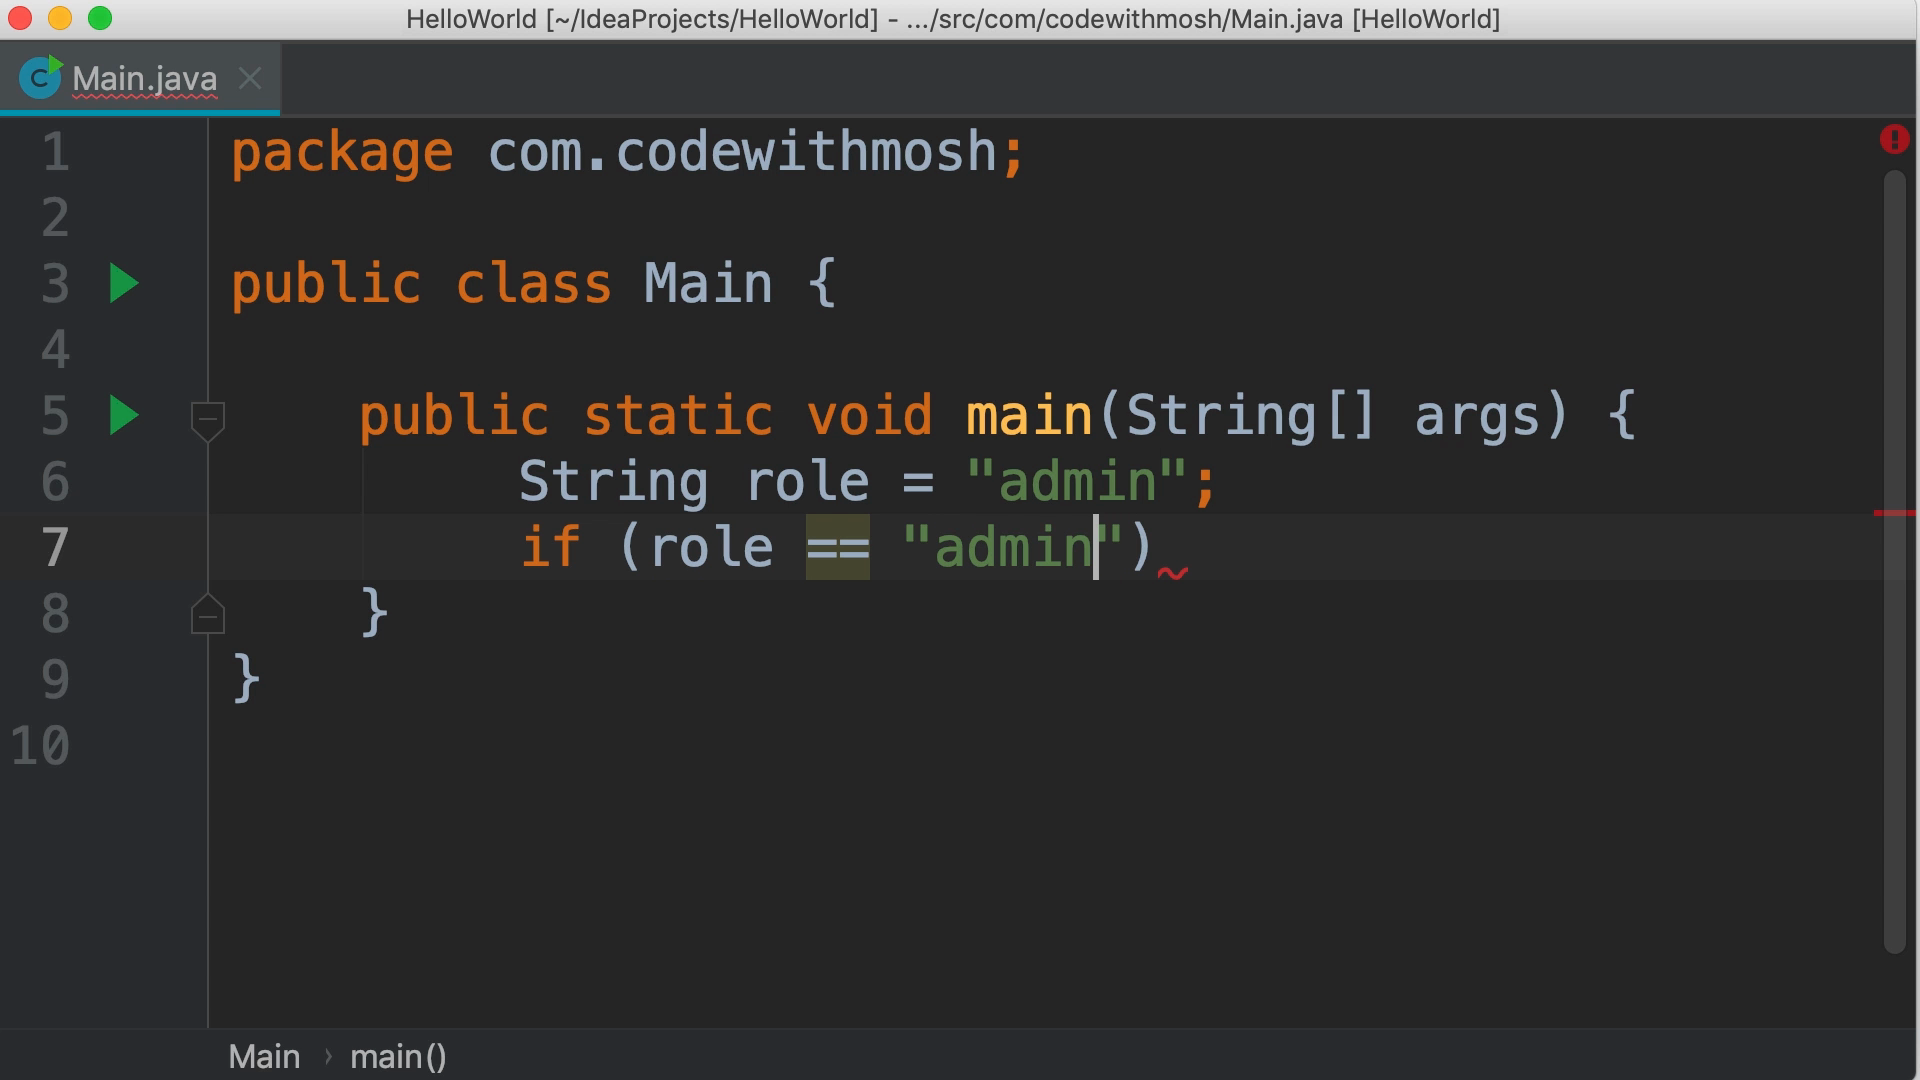 HelloWorld [~/IdeaProjects/HelloWorld] - .../src/com/codewithmosh/Main.java [HelloWorld]
Main.java
1 package com.codewithmosh;
2
3 public class Main {
4
5     public static void main(String[] args) {
6         String role = "admin";
7         if (role == "admin")
8     }
9 }
10
Main › main()